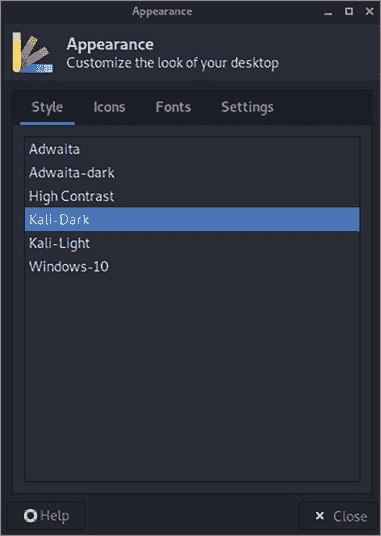 Appearance
Appearance
Customize the look of your desktop
Style Icons Fonts Settings
Adwaita
Adwaita-dark
High Contrast
Kali-Dark
Kali-Light
Windows-10
Help Close